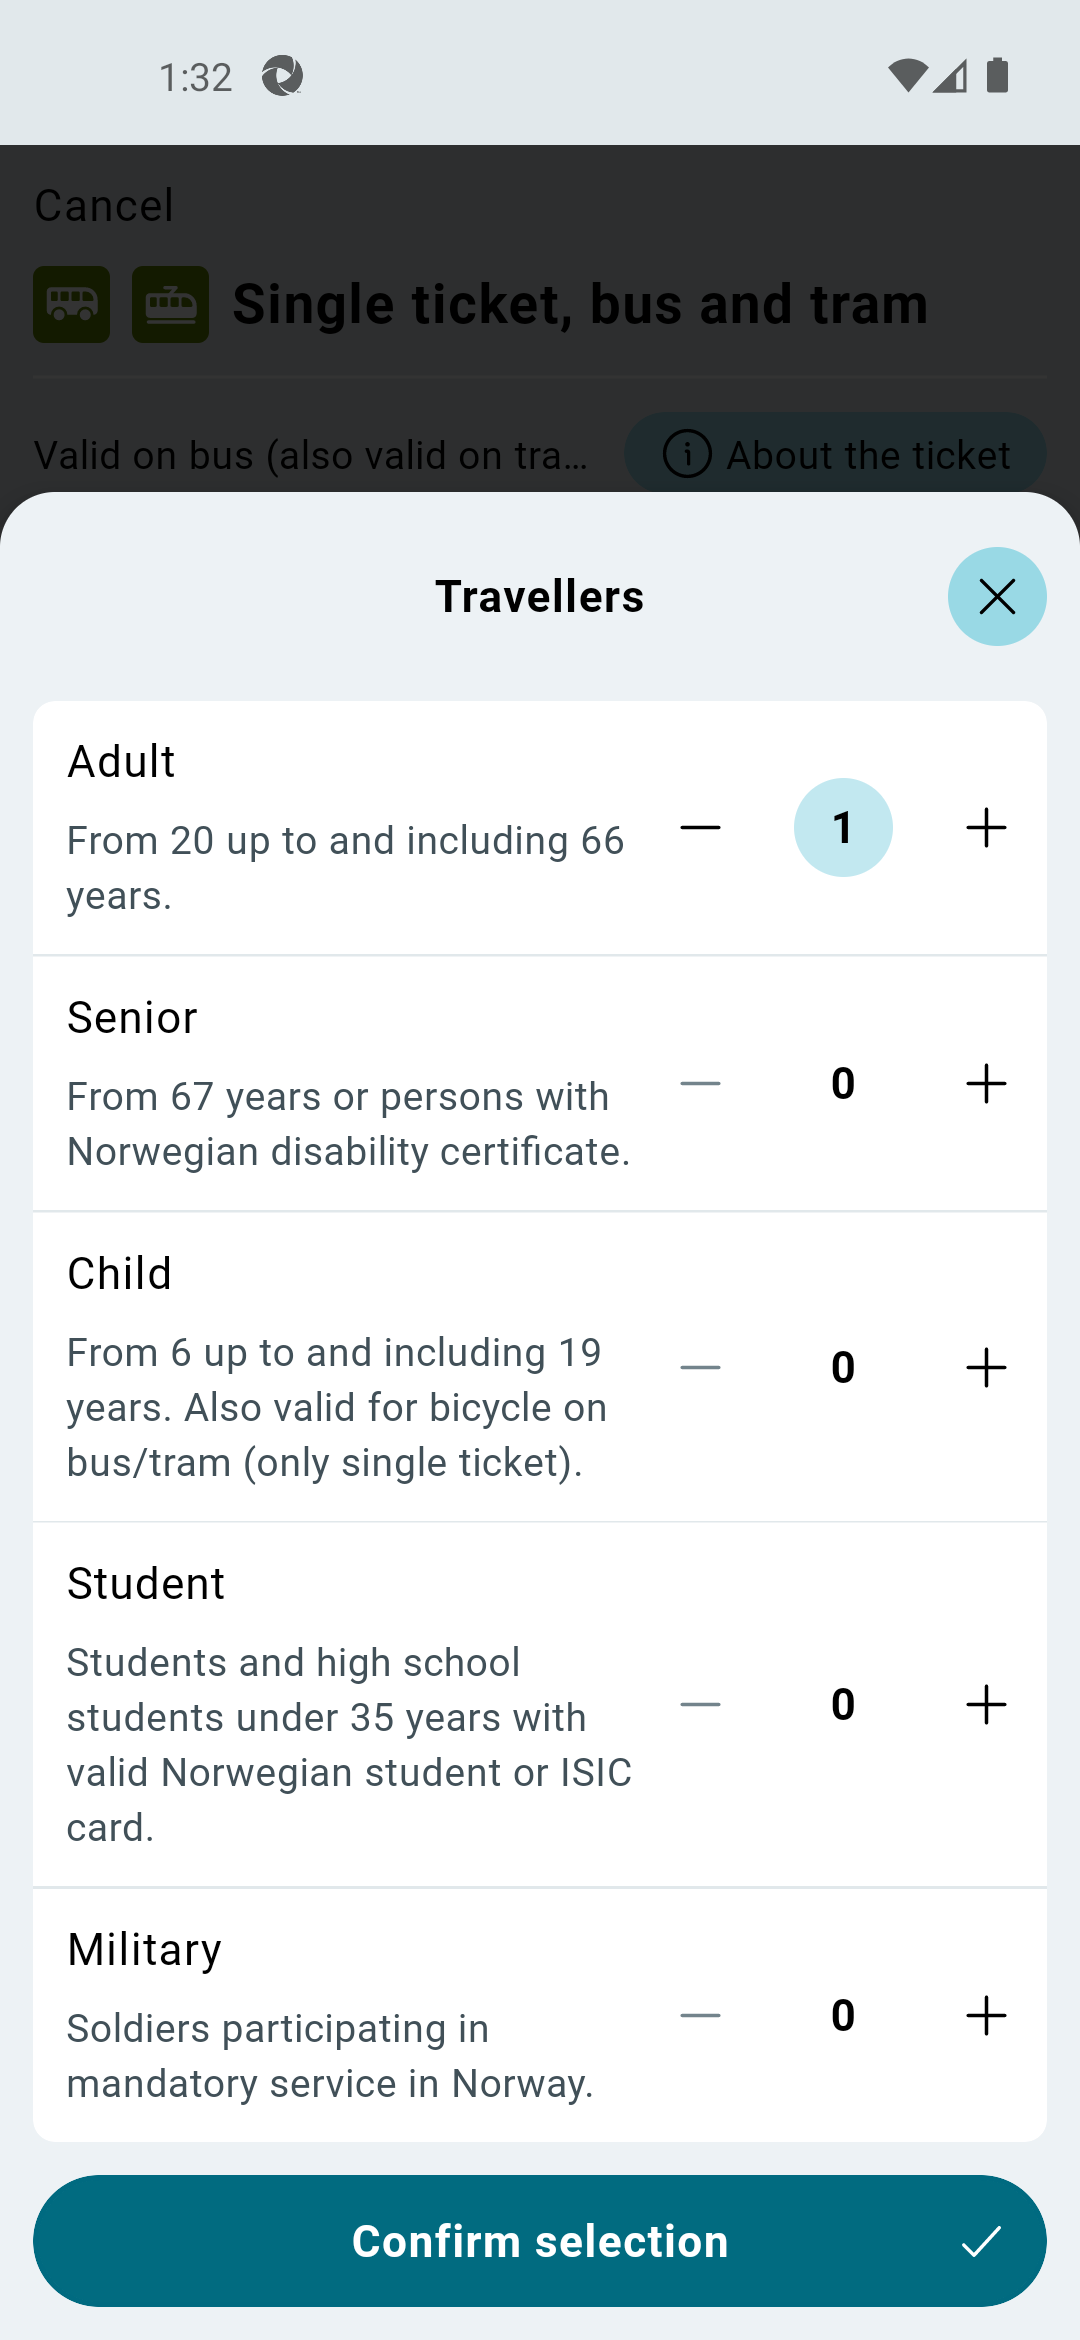 1:32
Cancel
Single ticket, bus and tram
Valid on bus (also valid on tra...
About the ticket
Travellers
Adult
From 20 up to and including 66
years.
1
Senior
From 67 years or persons with
Norwegian disability certificate.
0
Child
From 6 up to and including 19
years. Also valid for bicycle on
bus/tram (only single ticket).
0
Student
Students and high school
students under 35 years with
valid Norwegian student or ISIC
card.
0
Military
Soldiers participating in
mandatory service in Norway.
0
Confirm selection